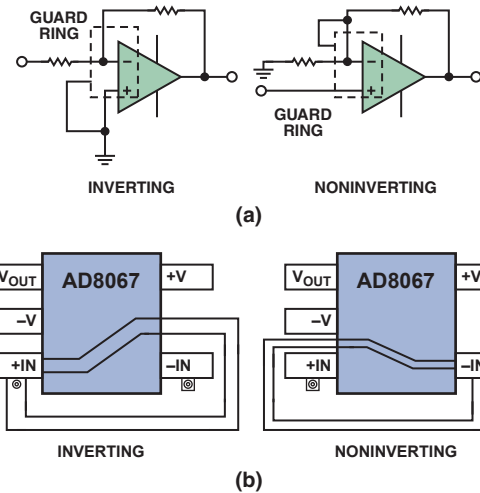 GUARD
RING
–
+
INVERTING
GUARD
RING
–
+
NONINVERTING
(a)
VOUT AD8067 +V
–V
+IN –IN
INVERTING
VOUT AD8067 +V
–V
+IN –IN
NONINVERTING
(b)